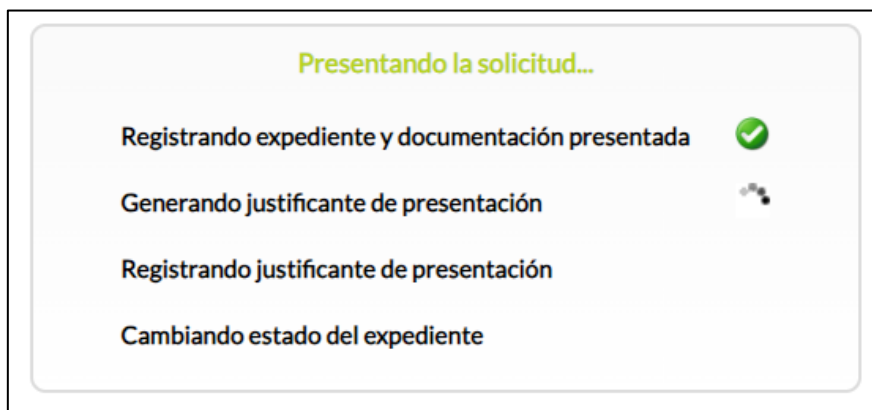 Presentando la solicitud...
Registrando expediente y documentación presentada
Generando justificante de presentación
Registrando justificante de presentación
Cambiando estado del expediente